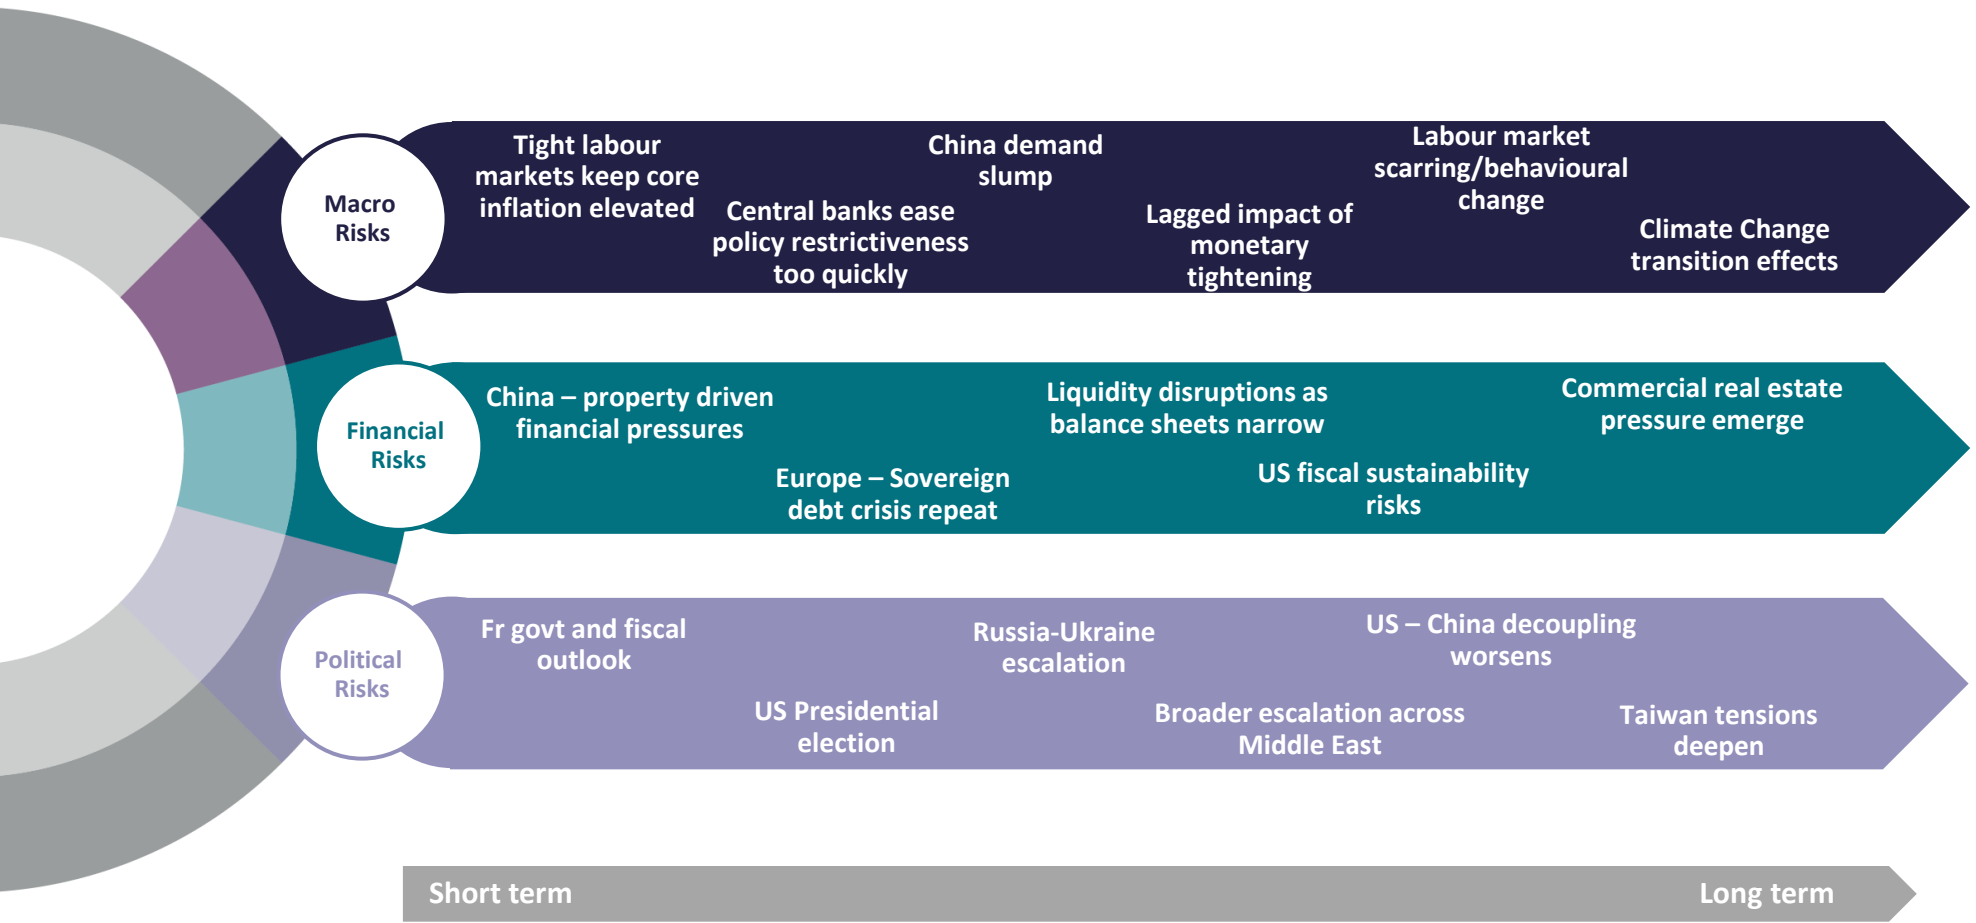 Macro
Risks
Tight labour
markets keep core
inflation elevated
Central banks ease
policy restrictiveness
too quickly
China demand
slump
Lagged impact of
monetary
tightening
Labour market
scarring/behavioural
change
Climate Change
transition effects
Financial
Risks
China – property driven
financial pressures
Europe – Sovereign
debt crisis repeat
Liquidity disruptions as
balance sheets narrow
US fiscal sustainability
risks
Commercial real estate
pressure emerge
Political
Risks
Fr govt and fiscal
outlook
US Presidential
election
Russia-Ukraine
escalation
Broader escalation across
Middle East
US – China decoupling
worsens
Taiwan tensions
deepen
Short term
Long term